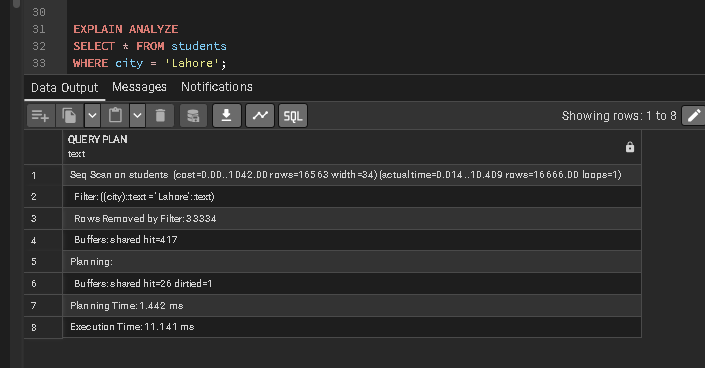 30
31 EXPLAIN ANALYZE
32 SELECT * FROM students
33 WHERE city = 'Lahore';
Data Output Messages Notifications
SQL Showing rows: 1 to 8
QUERY PLAN
text
1 Seq Scan on students (cost=0.00..1042.00 rows=16563 width=34) (actual time=0.014..10.409 rows=16666.00 loops=1)
2 Filter: ((city)::text = 'Lahore'::text)
3 Rows Removed by Filter: 33334
4 Buffers: shared hit=417
5 Planning:
6 Buffers: shared hit=26 dirtied=1
7 Planning Time: 1.442 ms
8 Execution Time: 11.141 ms